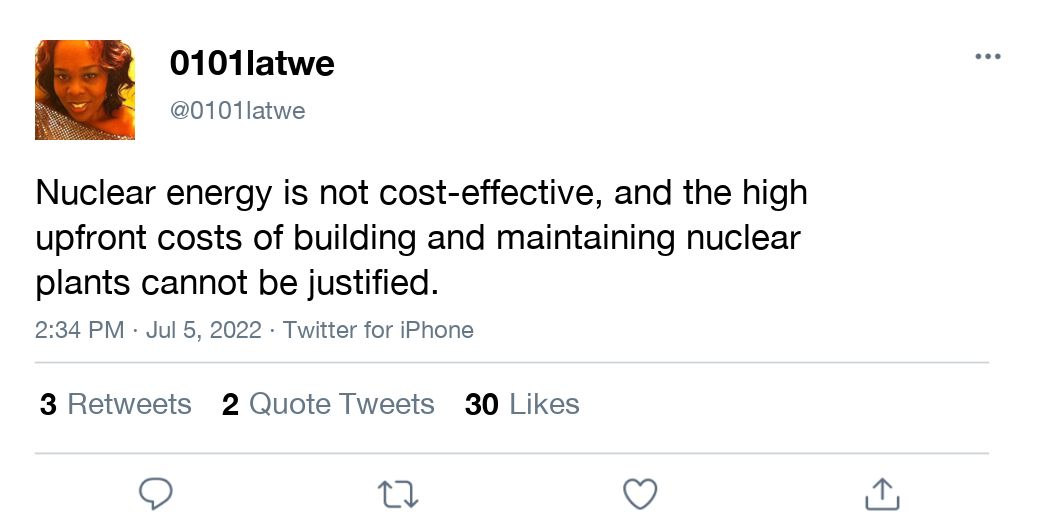 0101latwe
@0101latwe
Nuclear energy is not cost-effective, and the high
upfront costs of building and maintaining nuclear
plants cannot be justified.
2:34 PM · Jul 5, 2022 · Twitter for iPhone
3 Retweets 2 Quote Tweets 30 Likes